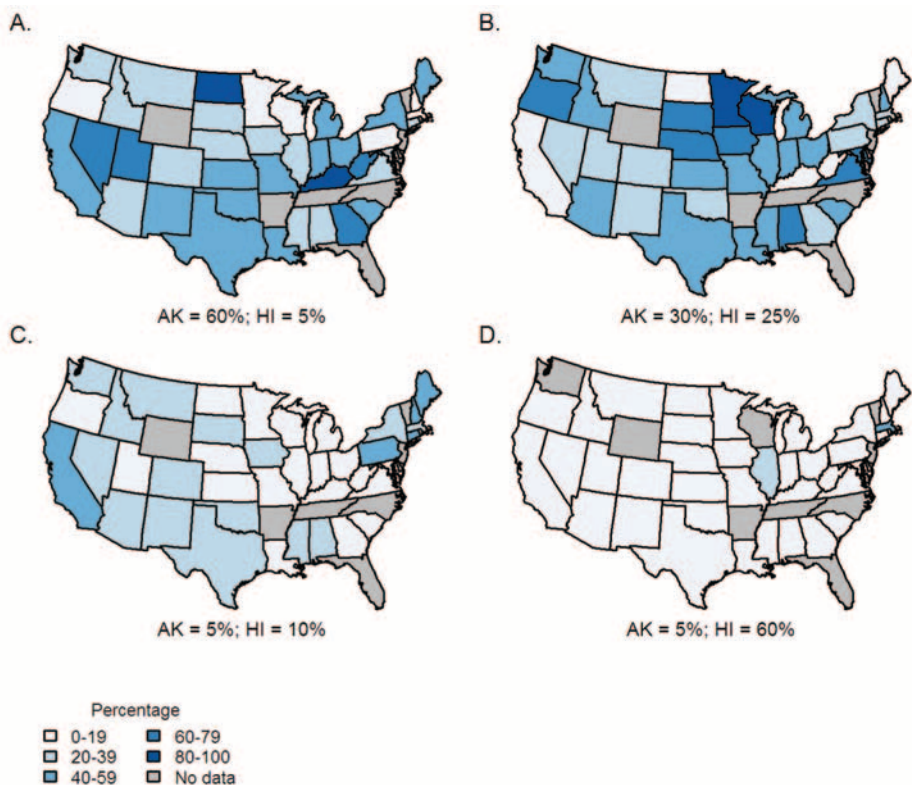 A.
B.
AK = 60%; HI = 5%
AK = 30%; HI = 25%
C.
D.
AK = 5%; HI = 10%
AK = 5%; HI = 60%
Percentage
0-19
60-79
20-39
80-100
40-59
No data